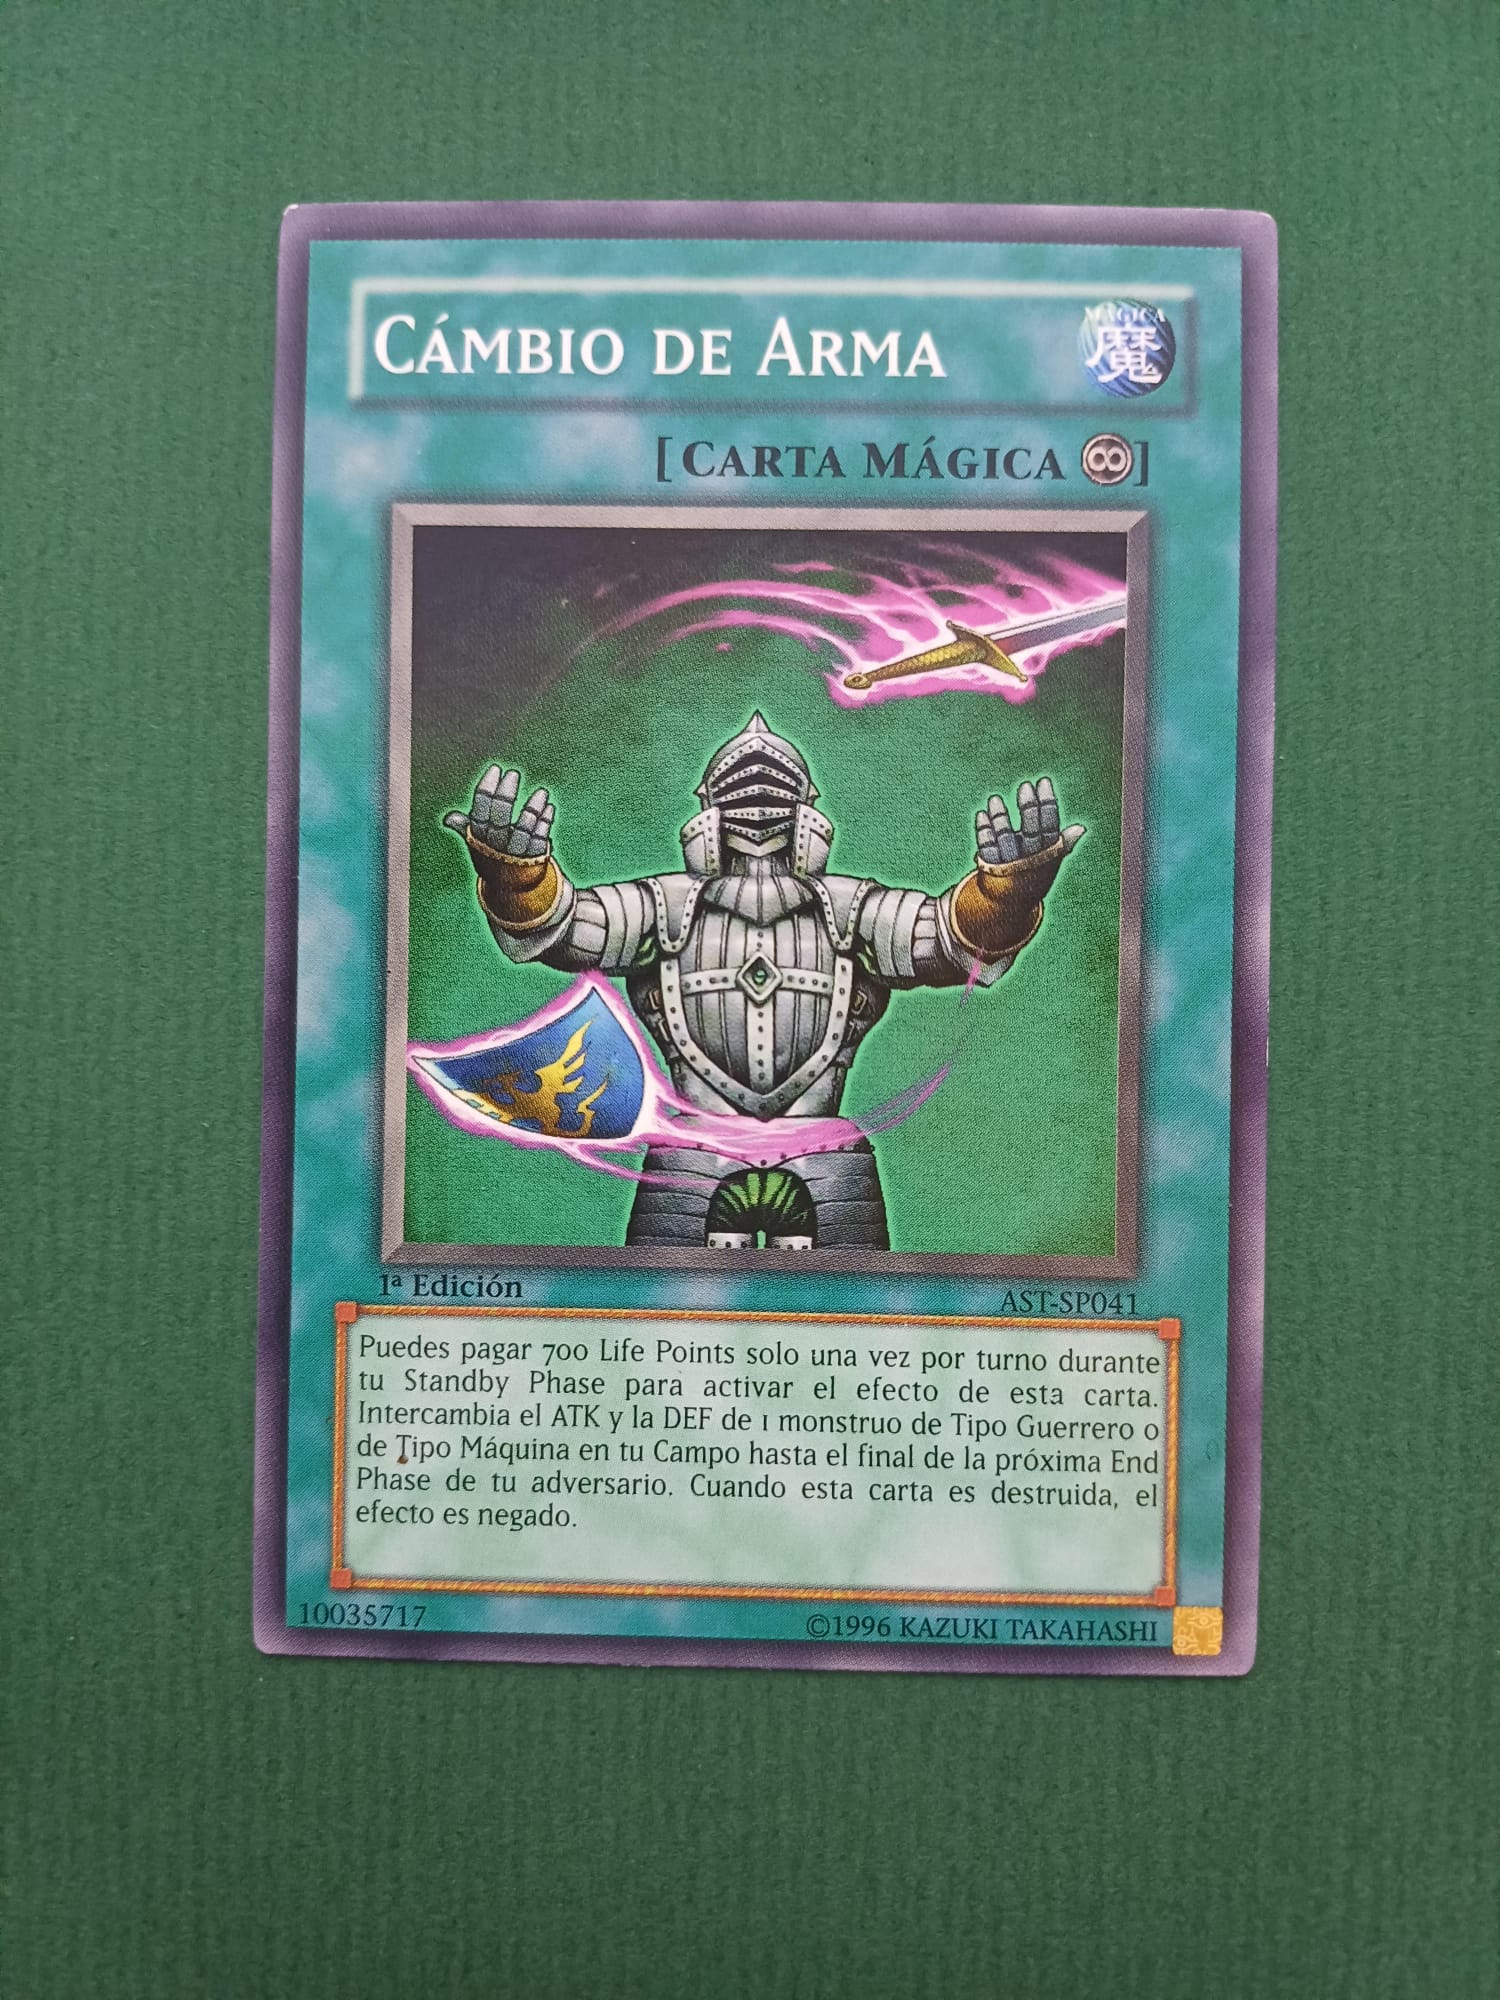 Cámbio de Arma
MÁGICA
魔
[Carta Mágica ∞]
1ª Edición
AST-SP041
Puedes pagar 700 Life Points solo una vez por turno durante
tu Standby Phase para activar el efecto de esta carta.
Intercambia el ATK y la DEF de 1 monstruo de Tipo Guerrero o
de Tipo Máquina en tu Campo hasta el final de la próxima End
Phase de tu adversario. Cuando esta carta es destruida, el
efecto es negado.
10035717
©1996 KAZUKI TAKAHASHI